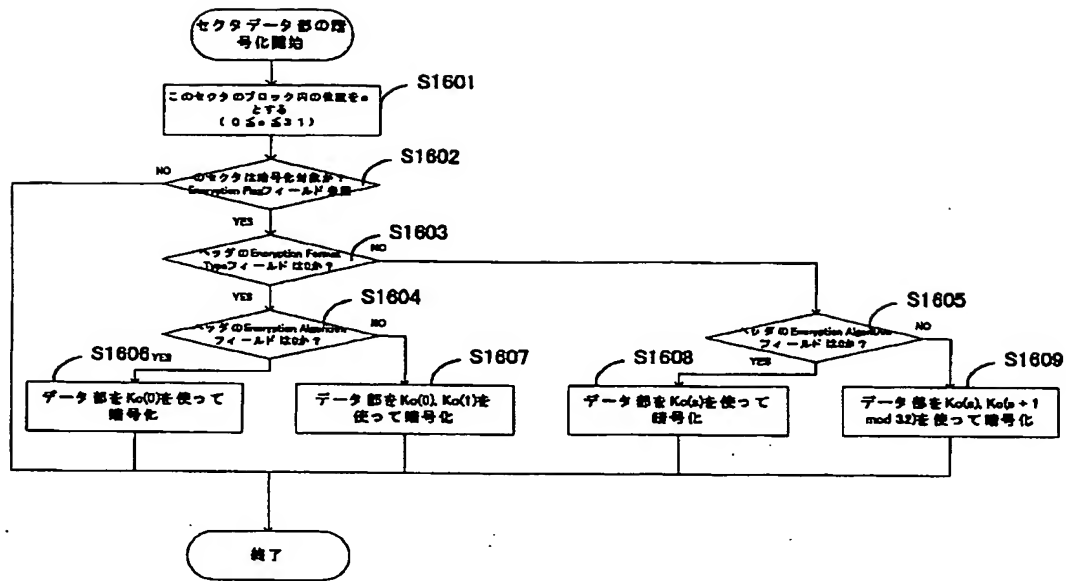 セクタデータ部の暗
号化開始
S1601
このセクタのブロック内の位置をs
とする
( 0 ≦ s ≦ 3 1 )
S1602
NO
のセクタは暗号化対象か?
Encryption Flagフィールド参照
YES
S1603
NO
ヘッダのEncryption Format
Typeフィールドは0か?
YES
S1604
NO
ヘッダのEncryption Algorithm
フィールドは0か?
S1605
NO
ヘッダのEncryption Algorithm
フィールドは0か?
YES
S1606
YES
データ部をKc(0)を使って
暗号化
S1607
データ部をKc(0), Kc(1)を
使って暗号化
S1608
データ部をKc(s)を使って
暗号化
S1609
データ部をKc(s), Kc(s + 1
mod 32)を使って暗号化
終了